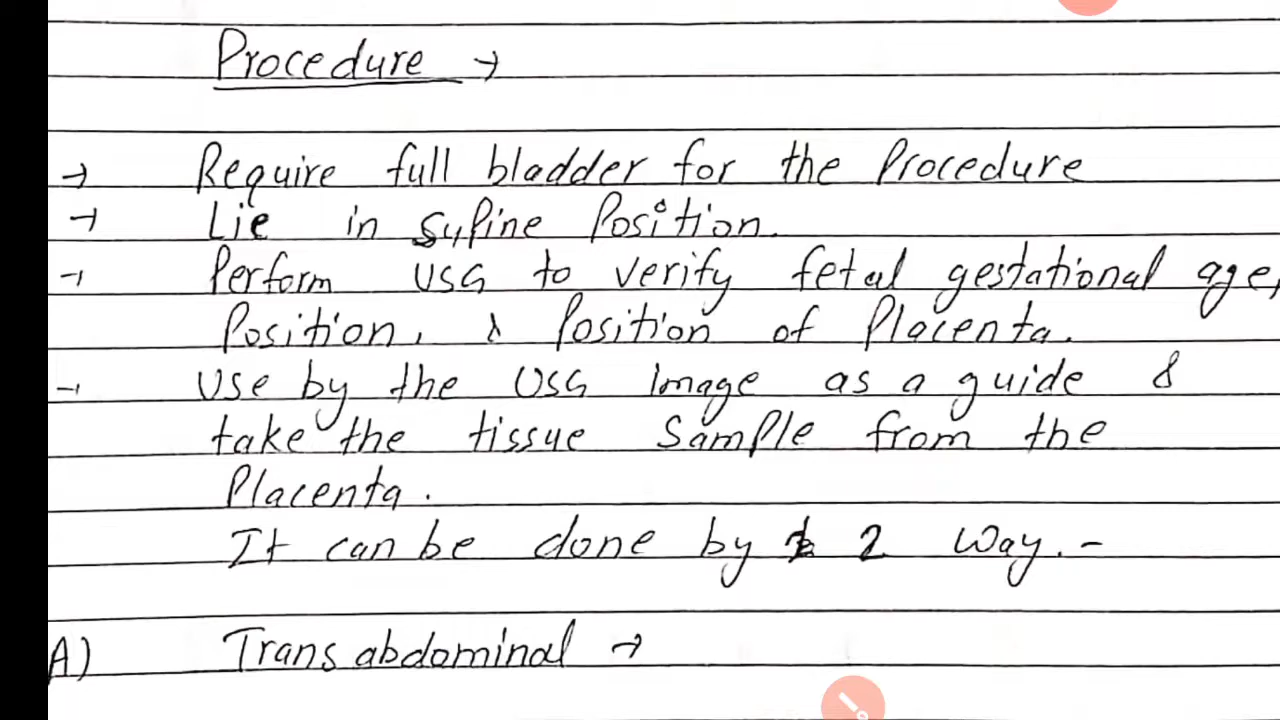 Procedure →
→ Require full bladder for the Procedure
→ Lie in supine Position.
→ Perform USG to verify fetal gestational age,
Position, & Position of Placenta.
→ Use by the USG image as a guide &
take the tissue sample from the
Placenta.
It can be done by 2 way. -
A) Trans abdominal →